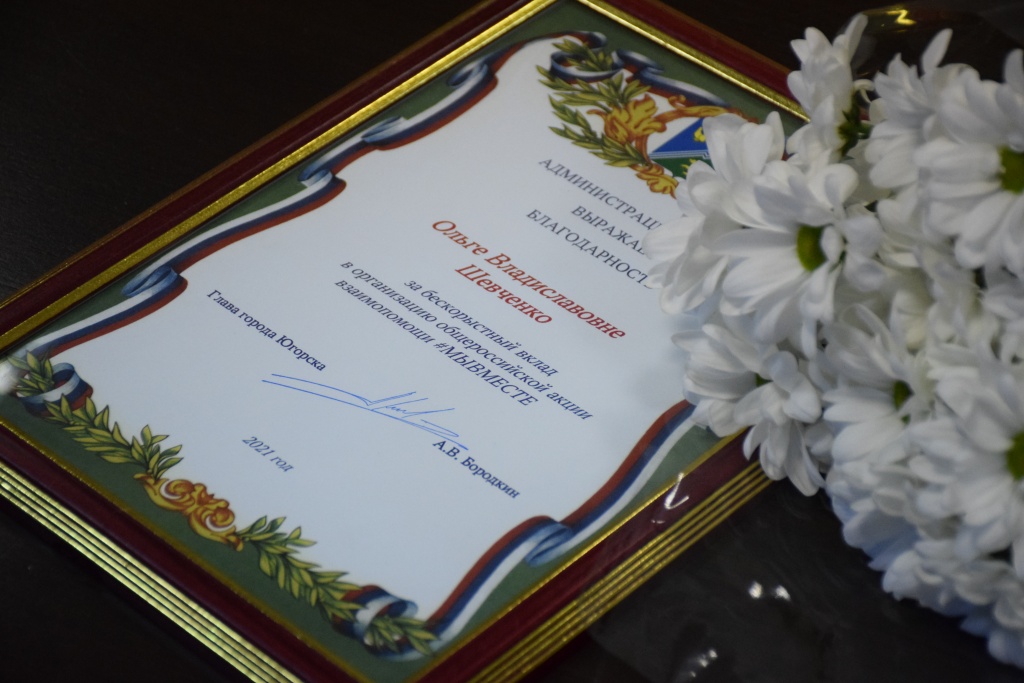 АДМИНИСТРАЦ
ВЫРАЖА
БЛАГОДАРНОСТ
Ольге Владиславовне
Шевченко
за бескорыстный вклад
в организацию общероссийской акции
взаимопомощи #МЫВМЕСТЕ
Глава города Югорска
А.В. Бородкин
2021 год